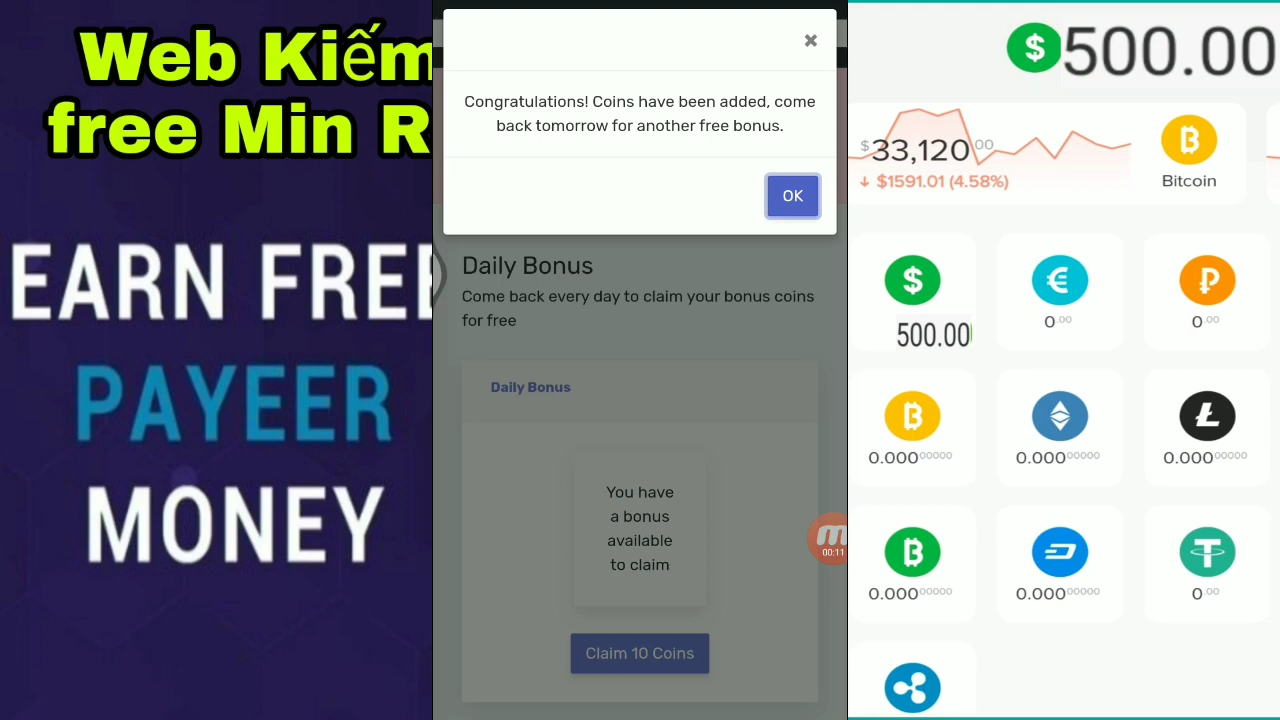 Web Kiếm
free Min R
EARN FREE
PAYEER
MONEY
Congratulations! Coins have been added, come
back tomorrow for another free bonus.
OK
Daily Bonus
Come back every day to claim your bonus coins
for free
Daily Bonus
You have
a bonus
available
to claim
Claim 10 Coins
00:11
$500.00
$33,120.00
↓ $1591.01 (4.58%)
Bitcoin
500.00
0.00
0.00
0.00000000
0.00000000
0.00000000
0.00000000
0.00000000
0.00